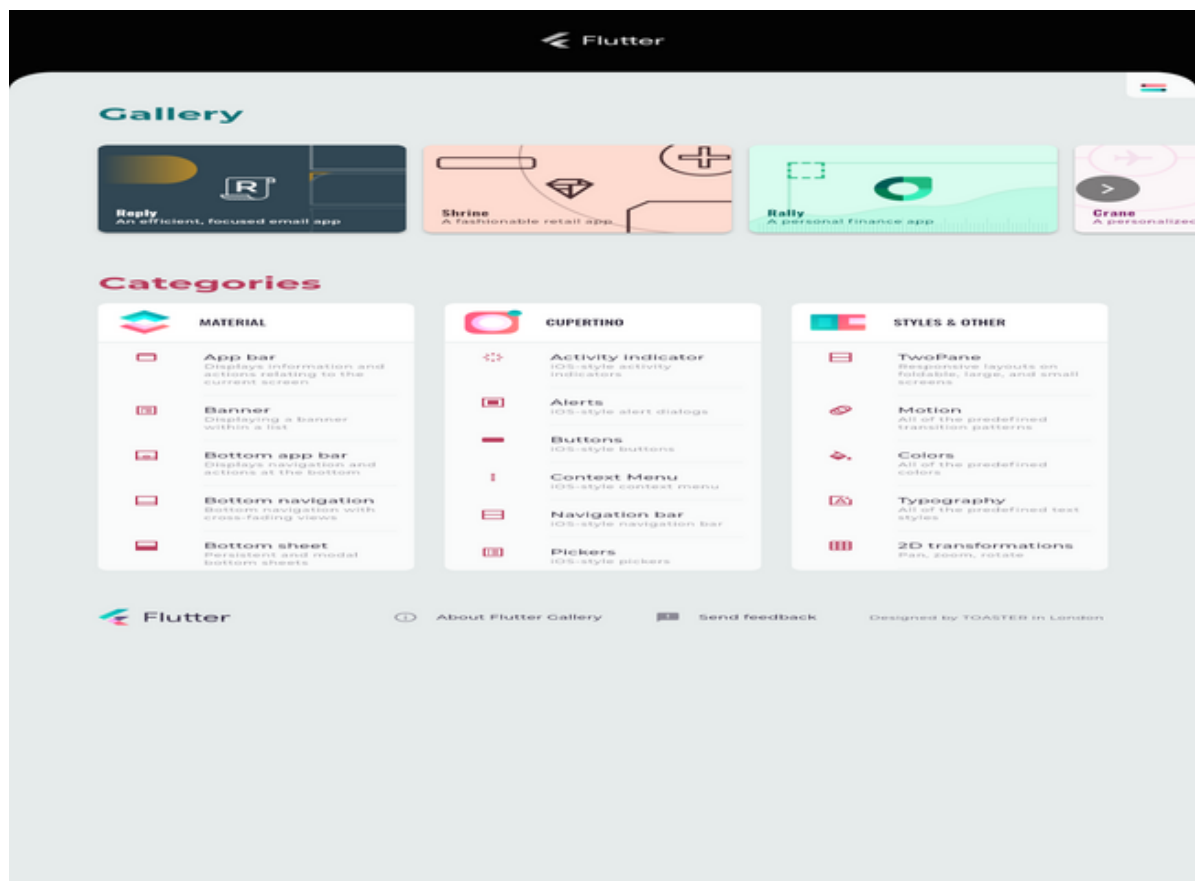 Flutter
Gallery
R
Reply
An efficient, focused email app
Shrine
A fashionable retail app
Rally
A personal finance app
Crane
A personalized
Categories
MATERIAL
App bar
Displays information and
actions relating to the
current screen
Banner
Displaying a banner
within a list
Bottom app bar
Displays navigation and
actions at the bottom
Bottom navigation
Bottom navigation with
cross-fading views
Bottom sheet
Persistent and modal
bottom sheets
CUPERTINO
Activity indicator
iOS-style activity
indicators
Alerts
iOS-style alert dialogs
Buttons
iOS-style buttons
Context Menu
iOS-style context menu
Navigation bar
iOS-style navigation bar
Pickers
iOS-style pickers
STYLES & OTHER
TwoPane
Responsive layouts on
foldable, large, and small
screens
Motion
All of the predefined
transition patterns
Colors
All of the predefined
colors
Typography
All of the predefined text
styles
2D transformations
Pan, zoom, rotate
Flutter
About Flutter Gallery
Send feedback
Designed by TOASTER in London